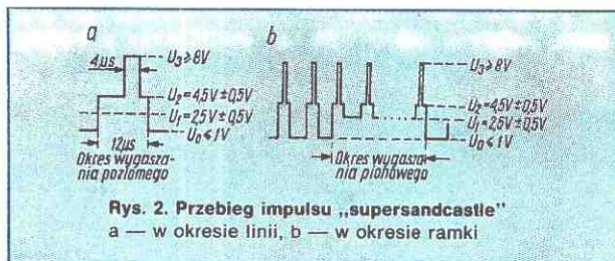 a
4µs
U₃ ≥ 8V
U₂ = 4,5V ± 0,5V
U₁ = 2,5V ± 0,5V
U₀ ≤ 1V
12µs
Okres wygasza-
nia poziomego
b
U₃ ≥ 8V
U₂ = 4,5V ± 0,5V
U₁ = 2,5V ± 0,5V
U₀ ≤ 1V
Okres wygasza-
nia pionowego
Rys. 2. Przebieg impulsu „supersandcastle”
a — w okresie linii, b — w okresie ramki